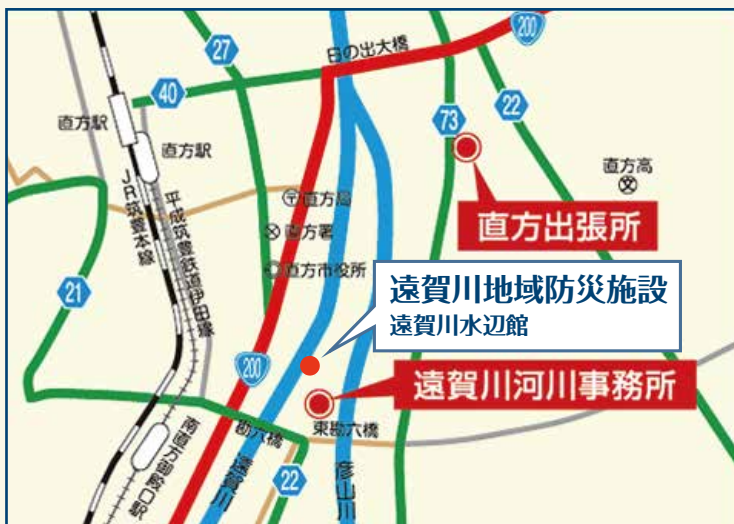 200
日の出大橋
27
40
22
73
直方駅
直方駅
直方高
直方局
直方署
直方市役所
直方出張所
JR筑豊本線
平成筑豊鉄道伊田線
21
遠賀川地域防災施設
遠賀川水辺館
200
遠賀川河川事務所
勘六橋
東勘六橋
南直方御殿口駅
遠賀川
22
彦山川